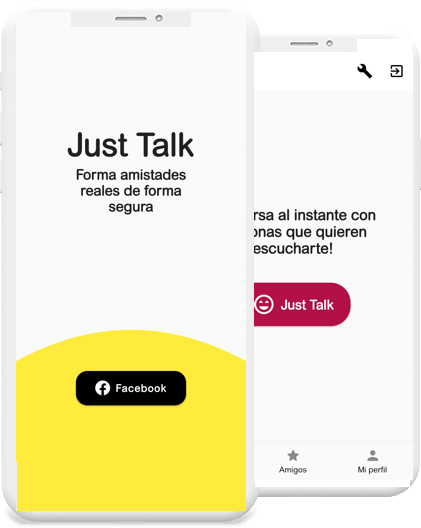 Just Talk
Forma amistades
reales de forma
segura
Facebook
rsa al instante con
onas que quieren
escucharte!
Just Talk
Amigos
Mi perfil